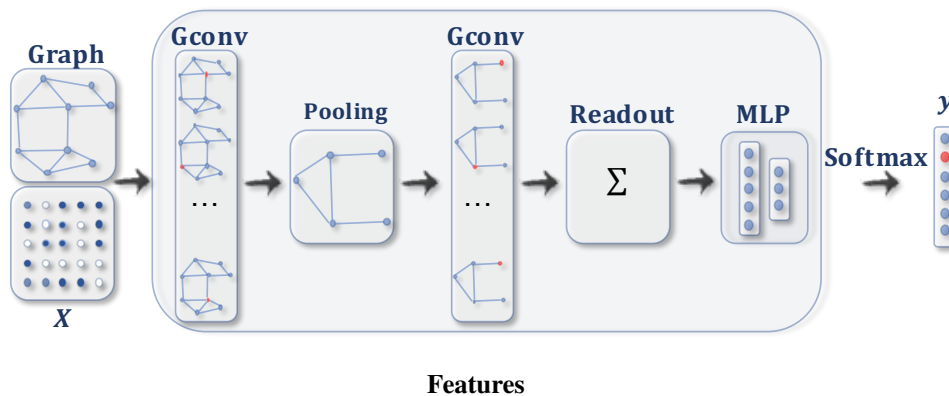 Graph
X
Gconv
...
Pooling
Gconv
...
Readout
Σ
MLP
Softmax
y
Features